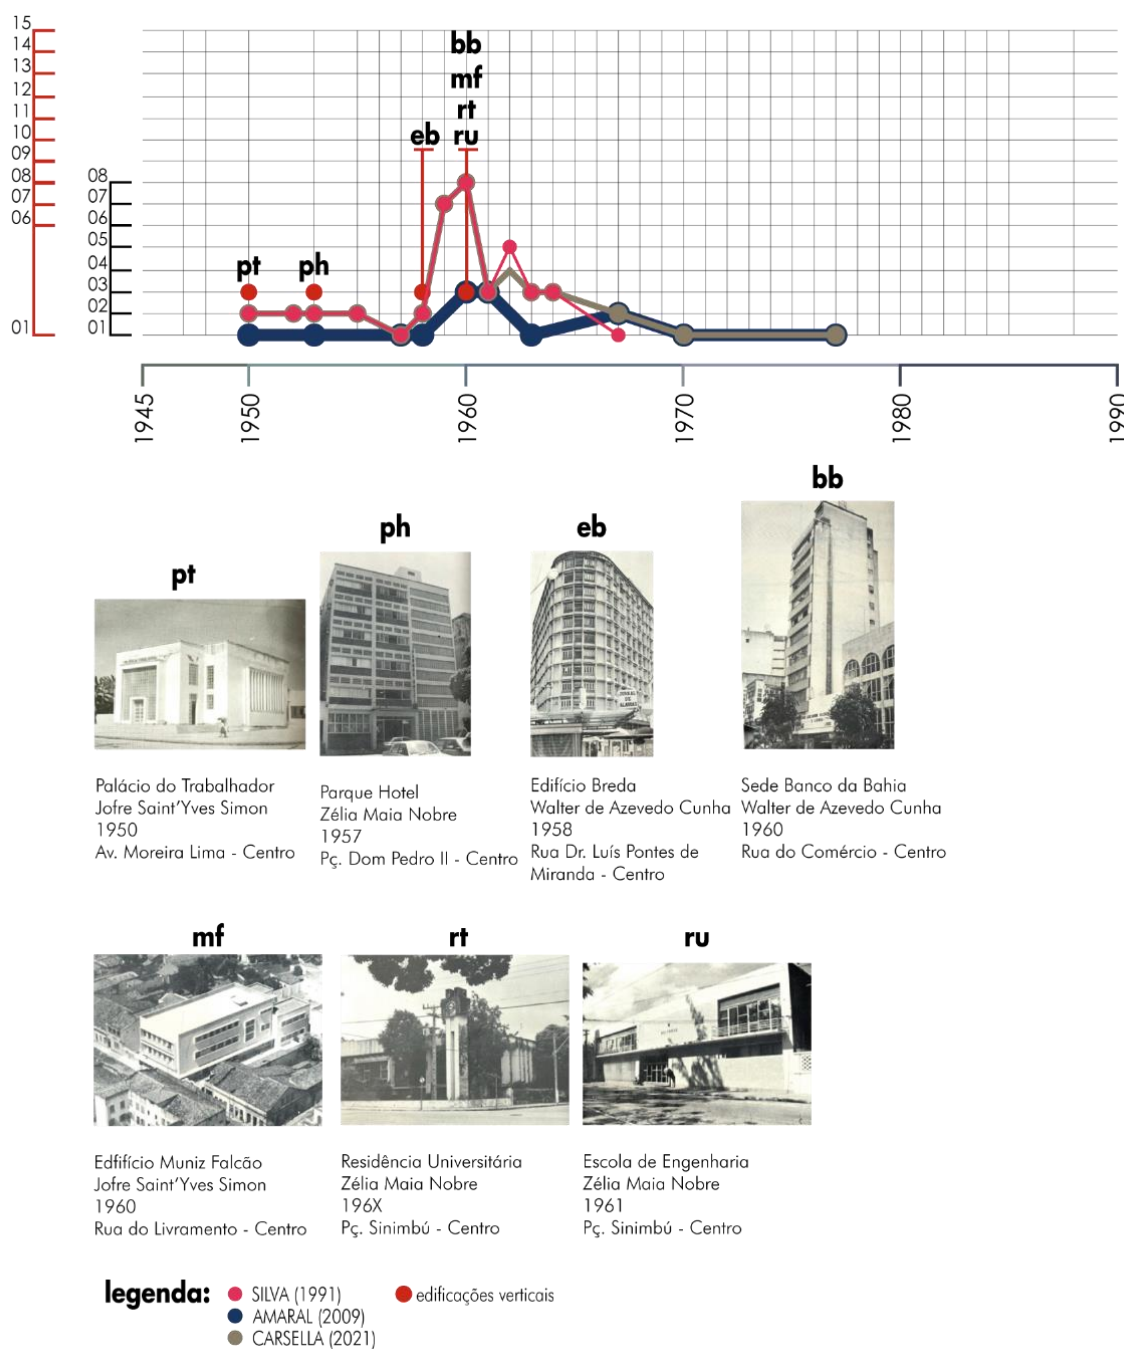 15
14
13
12
11
10
09
08
07
06
01
08
07
06
05
04
03
02
01
bb
mf
rt
eb ru
pt ph
1945 1950 1960 1970 1980 1990
pt
ph
eb
bb
Palácio do Trabalhador
Jofre Saint'Yves Simon
1950
Av. Moreira Lima - Centro
Parque Hotel
Zélia Maia Nobre
1957
Pç. Dom Pedro II - Centro
Edifício Breda
Walter de Azevedo Cunha
1958
Rua Dr. Luís Pontes de
Miranda - Centro
Sede Banco da Bahia
Walter de Azevedo Cunha
1960
Rua do Comércio - Centro
mf
rt
ru
Edfifício Muniz Falcão
Jofre Saint'Yves Simon
1960
Rua do Livramento - Centro
Residência Universitária
Zélia Maia Nobre
196X
Pç. Sinimbú - Centro
Escola de Engenharia
Zélia Maia Nobre
1961
Pç. Sinimbú - Centro
legenda:
SILVA (1991)
AMARAL (2009)
CARSELLA (2021)
edificações verticais